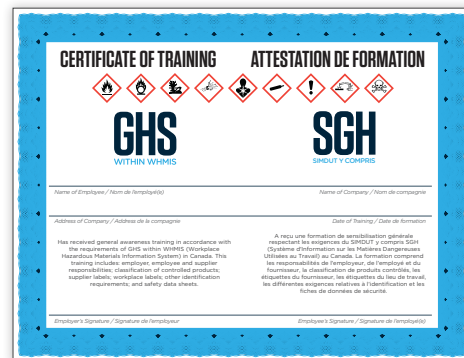 CERTIFICATE OF TRAINING
ATTESTATION DE FORMATION
GHS
WITHIN WHMIS
SGH
SIMDUT Y COMPRIS
Name of Employee / Nom de l'employé(e)
Name of Company / Nom de compagnie
Address of Company / Address de la compagnie
Date of Training / Date de formation
Has received general awareness training in accordance with
the requirements of GHS within WHMIS (Workplace
Hazardous Materials Information System) in Canada. This
training includes: employer, employee and supplier
responsibilities; classification of controlled products;
supplier labels; workplace labels; other identification
requirements; and safety data sheets.
A reçu une formation de sensibilisation générale
respectant les exigences du SIMDUT y compris SGH
(Système d'Information sur les Matières Dangereuses
Utilisées au Travail) au Canada. La formation comprend
les responsabilités de l'employeur, de l'employé et du
fournisseur, la classification de produits contrôlés, les
étiquettes du fournisseur, les étiquettes du lieu de travail,
les différentes exigences relatives à l'identification et les
fiches de données de sécurité.
Employer's Signature / Signature de l'employeur
Employee's Signature / Signature de l'employé(e)